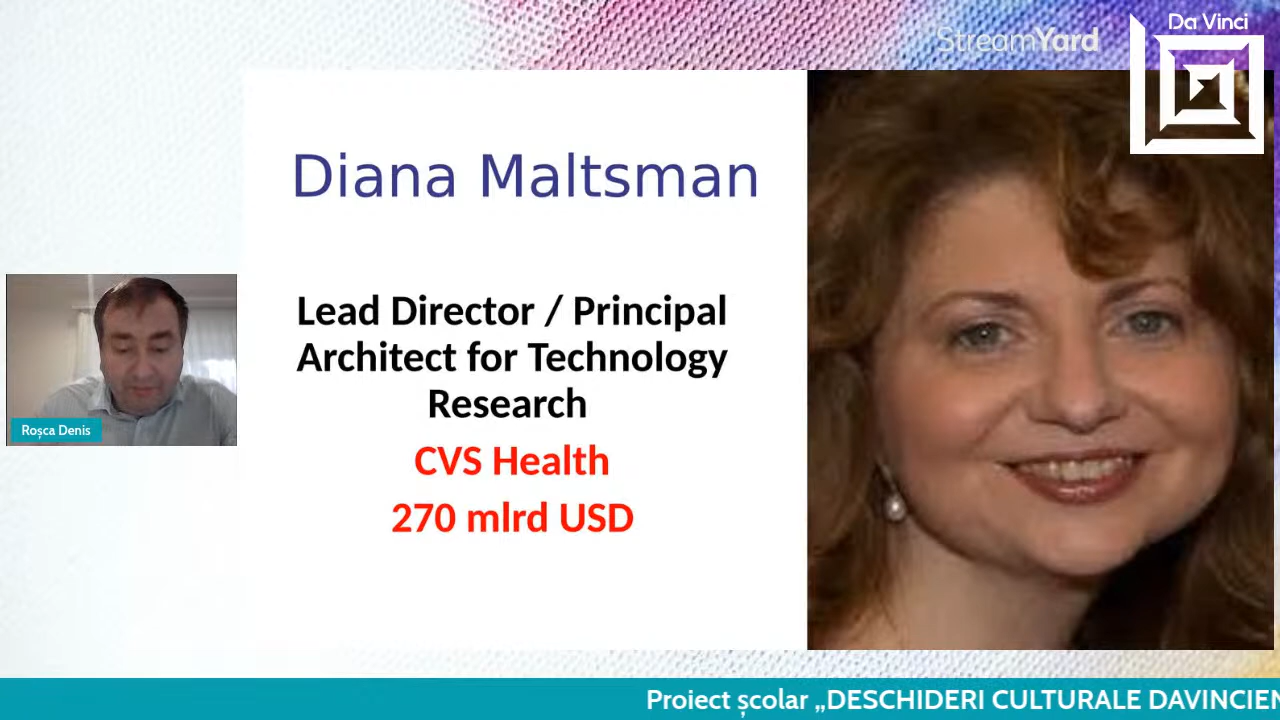 StreamYard
Da Vinci
Diana Maltsman
Lead Director / Principal
Architect for Technology
Research
CVS Health
270 mlrd USD
Roșca Denis
Proiect școlar „DESCHIDERI CULTURALE DAVINCIEN